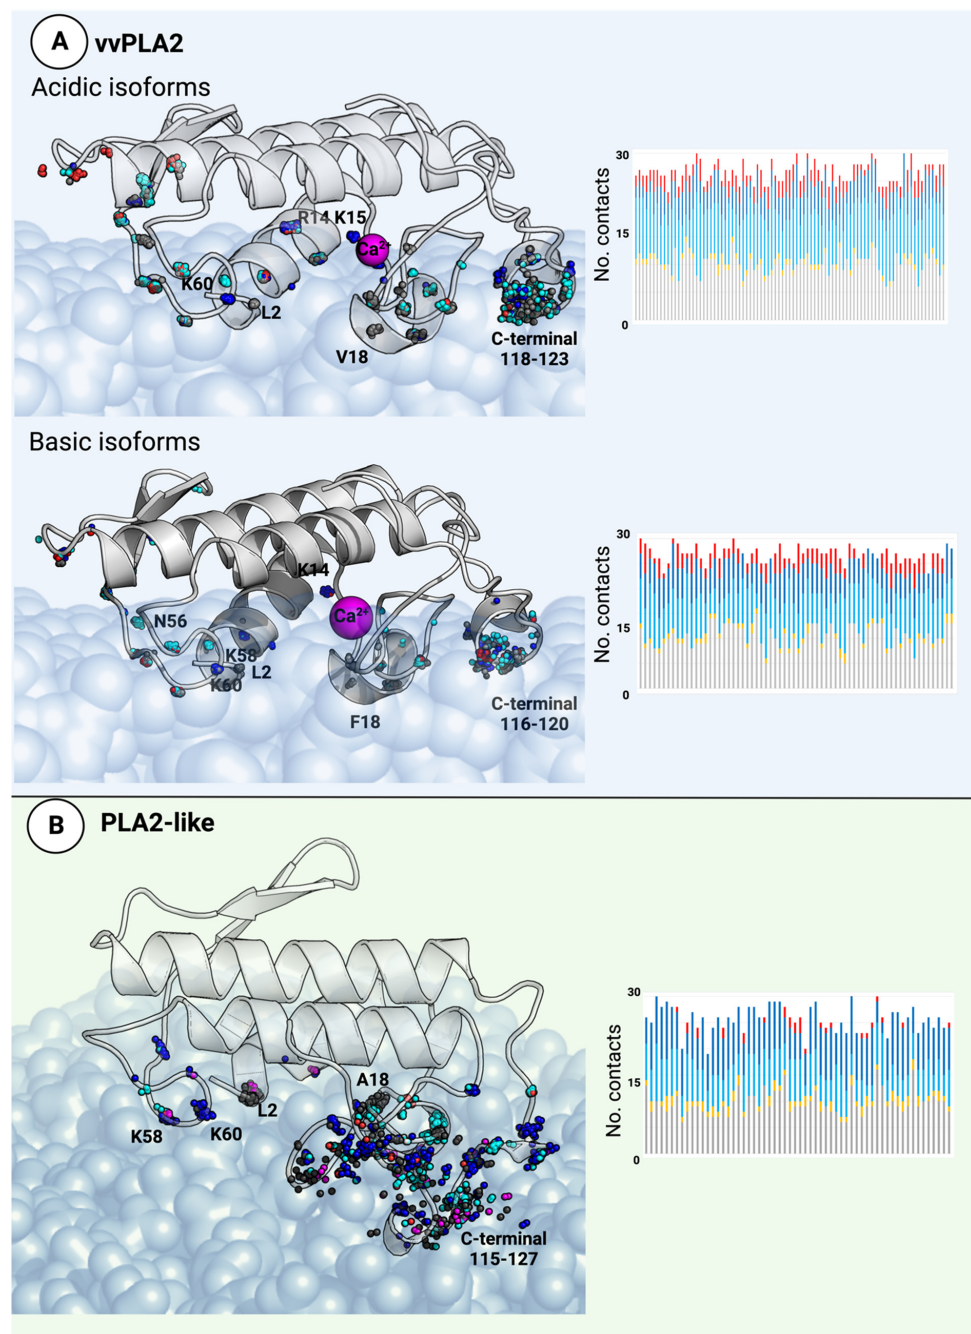 A vvPLA2
Acidic isoforms
R14 K15
Ca2+
K60
L2
V18
C-terminal
118-123
No. contacts
30
15
0
Basic isoforms
K14
Ca2+
N56
K58
L2
K60
F18
C-terminal
116-120
No. contacts
30
15
0
B PLA2-like
A18
L2
K58
K60
C-terminal
115-127
No. contacts
30
15
0